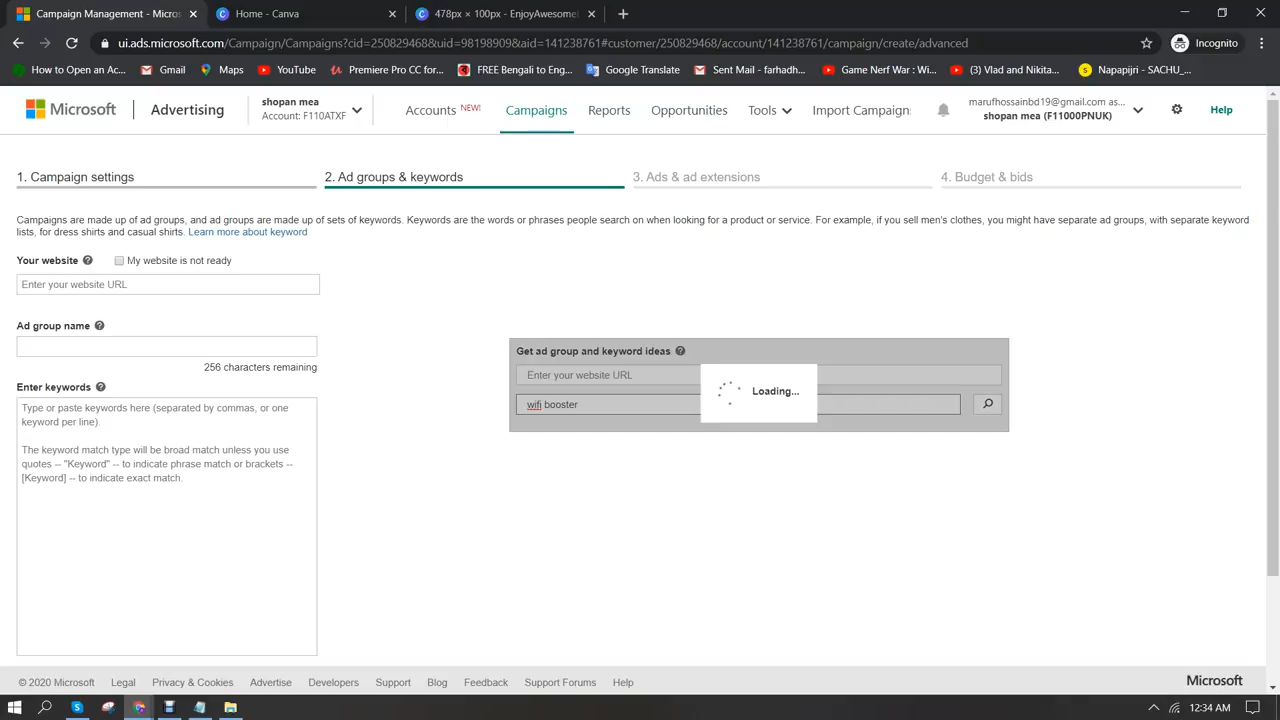 Campaign Management - Micros
Home - Canva
478px × 100px - EnjoyAwesome
ui.ads.microsoft.com/Campaign/Campaigns?cid=250829468&uid=981989098&aid=141238761#customer/250829468/account/141238761/campaign/create/advanced
Incognito
How to Open an Ac...
Gmail
Maps
YouTube
Premiere Pro CC for...
FREE Bengali to En...
Google Translate
Sent Mail - farhadh...
Game Nerf War : Wi...
(3) Vlad and Nikita...
Napapijri - SACHU_...
Microsoft
Advertising
shopan mea
Account: F110ATXF
Accounts NEW!
Campaigns
Reports
Opportunities
Tools
Import Campaign
marufhossainbd19@gmail.com as...
shopan mea (F11000PNUK)
Help
1. Campaign settings
2. Ad groups & keywords
3. Ads & ad extensions
4. Budget & bids
Campaigns are made up of ad groups, and ad groups are made up of sets of keywords. Keywords are the words or phrases people search on when looking for a product or service. For example, if you sell men's clothes, you might have separate ad groups, with separate keyword
lists, for dress shirts and casual shirts. Learn more about keyword
Your website
My website is not ready
Enter your website URL
Ad group name
256 characters remaining
Enter keywords
Type or paste keywords here (separated by commas, or one
keyword per line).
The keyword match type will be broad match unless you use
quotes -- "Keyword" -- to indicate phrase match or brackets --
[Keyword] -- to indicate exact match.
Get ad group and keyword ideas
Enter your website URL
wifi booster
Loading...
© 2020 Microsoft
Legal
Privacy & Cookies
Advertise
Developers
Support
Blog
Feedback
Support Forums
Help
Microsoft
12:34 AM